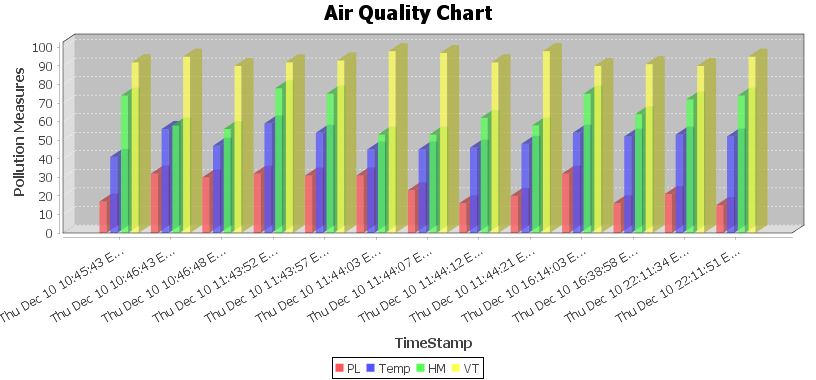 Air Quality Chart
Pollution Measures
100
90
80
70
60
50
40
30
20
10
0
Thu Dec 10 10:45:43 E...
Thu Dec 10 10:46:43 E...
Thu Dec 10 10:46:48 E...
Thu Dec 10 11:43:52 E...
Thu Dec 10 11:43:57 E...
Thu Dec 10 11:44:03 E...
Thu Dec 10 11:44:07 E...
Thu Dec 10 11:44:12 E...
Thu Dec 10 11:44:21 E...
Thu Dec 10 16:14:03 E...
Thu Dec 10 16:38:58 E...
Thu Dec 10 22:11:34 E...
Thu Dec 10 22:11:51 E...
TimeStamp
PL Temp HM VT